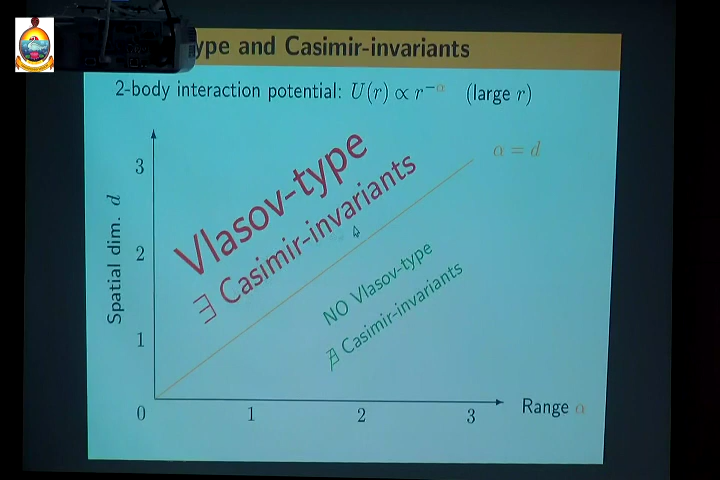 ype and Casimir-invariants
2-body interaction potential: U(r) ∝ r^{-α} (large r)
α = d
3
2
1
0
Spatial dim. d
Vlasov-type
∃ Casimir-invariants
NO Vlasov-type
∄ Casimir-invariants
1
2
3
Range α